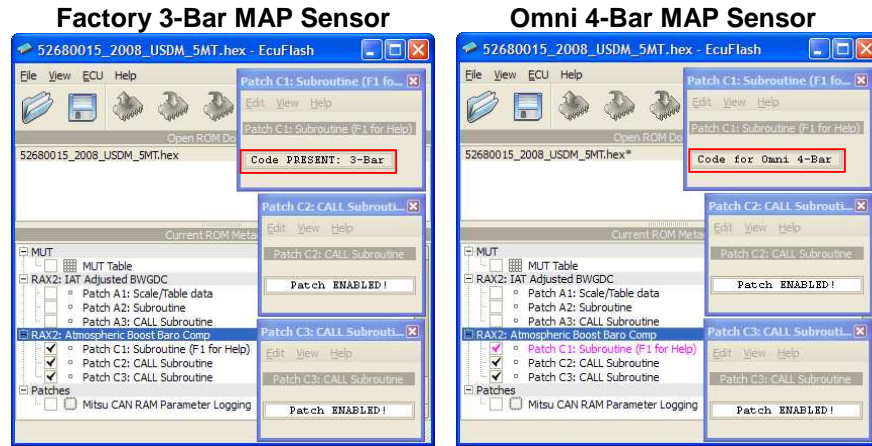 Factory 3-Bar MAP Sensor
52680015_2008_USDM_5MT.hex - EcuFlash
File View ECU Help
Open ROM Do
52680015_2008_USDM_5MT.hex
Current ROM Meta
MUT
MUT Table
RAX2: IAT Adjusted BWGDC
Patch A1: Scale/Table data
Patch A2: Subroutine
Patch A3: CALL Subroutine
RAX2: Atmospheric Boost Baro Comp
Patch C1: Subroutine (F1 for Help)
Patch C2: CALL Subroutine
Patch C3: CALL Subroutine
Patches
Mitsu CAN RAM Parameter Logging
Patch C1: Subroutine (F1 fo...
Edit View Help
Patch C1: Subroutine (F1 for Help)
Code PRESENT: 3-Bar
Patch C2: CALL Subrouti...
Edit View Help
Patch C2: CALL Subroutine
Patch ENABLED!
Patch C3: CALL Subrouti...
Edit View Help
Patch C3: CALL Subroutine
Patch ENABLED!
Omni 4-Bar MAP Sensor
52680015_2008_USDM_5MT.hex - EcuFlash
File View ECU Help
Open ROM Do
52680015_2008_USDM_5MT.hex*
Current ROM Meta
MUT
MUT Table
RAX2: IAT Adjusted BWGDC
Patch A1: Scale/Table data
Patch A2: Subroutine
Patch A3: CALL Subroutine
RAX2: Atmospheric Boost Baro Comp
Patch C1: Subroutine (F1 for Help)
Patch C2: CALL Subroutine
Patch C3: CALL Subroutine
Patches
Mitsu CAN RAM Parameter Logging
Patch C1: Subroutine (F1 fo...
Edit View Help
Patch C1: Subroutine (F1 for Help)
Code for Omni 4-Bar
Patch C2: CALL Subrouti...
Edit View Help
Patch C2: CALL Subroutine
Patch ENABLED!
Patch C3: CALL Subrouti...
Edit View Help
Patch C3: CALL Subroutine
Patch ENABLED!